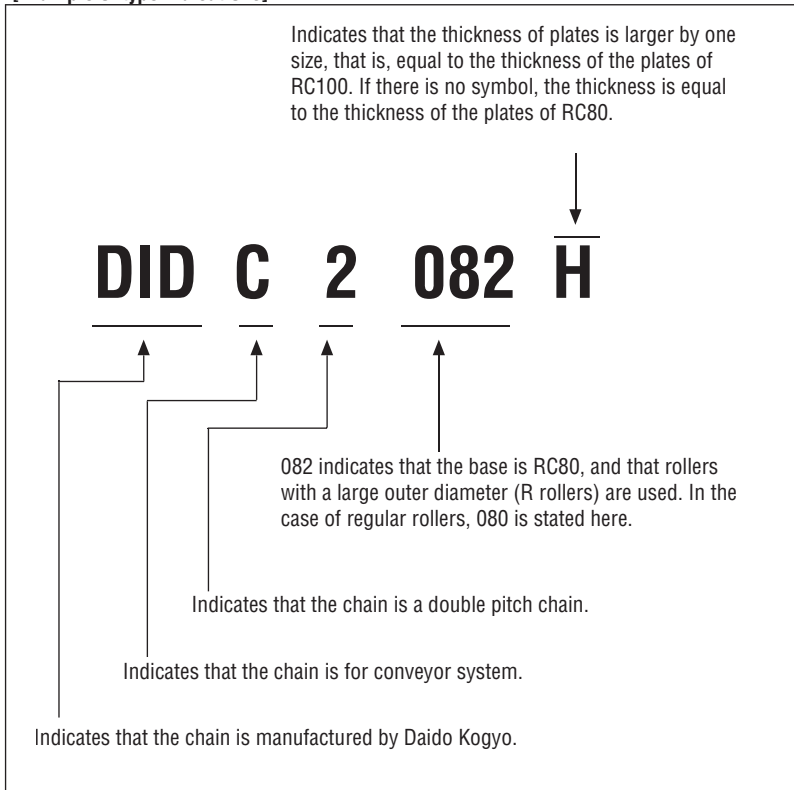 Indicates that the thickness of plates is larger by one
size, that is, equal to the thickness of the plates of
RC100. If there is no symbol, the thickness is equal
to the thickness of the plates of RC80.
DID C 2 082 H
082 indicates that the base is RC80, and that rollers
with a large outer diameter (R rollers) are used. In the
case of regular rollers, 080 is stated here.
Indicates that the chain is a double pitch chain.
Indicates that the chain is for conveyor system.
Indicates that the chain is manufactured by Daido Kogyo.